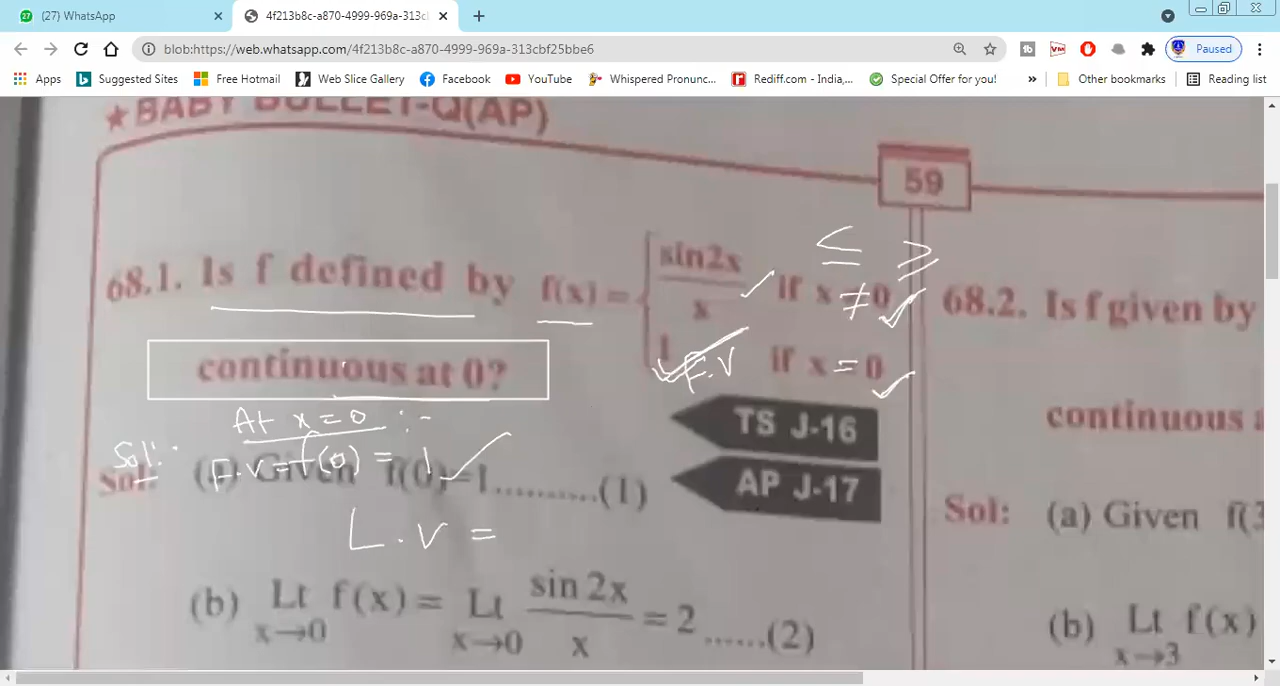 (27) WhatsApp
4f213b8c-a870-4999-969a-313c
blob:https://web.whatsapp.com/4f213b8c-a870-4999-969a-313cbf25bbe6
Paused
Apps Suggested Sites Free Hotmail Web Slice Gallery Facebook YouTube Whispered Pronunc... Rediff.com - India,... Special Offer for you! » Other bookmarks Reading list
★BABY BULLET-Q(AP)
59
≤ ≥
68.1. Is f defined by f(x) = { sin2x/x if x ≠ 0
1 F.V if x = 0
continuous at 0?
TS J-16
AP J-17
At x = 0 :-
Sol:
F.V = f(0) = 1
Sol: Given f(0)=1..........(1)
L.V =
(b) Lt x→0 f(x) = Lt x→0 sin 2x/x = 2 ......(2)
68.2. Is f given by
continuous
Sol: (a) Given f(3
(b) Lt x→3 f(x)